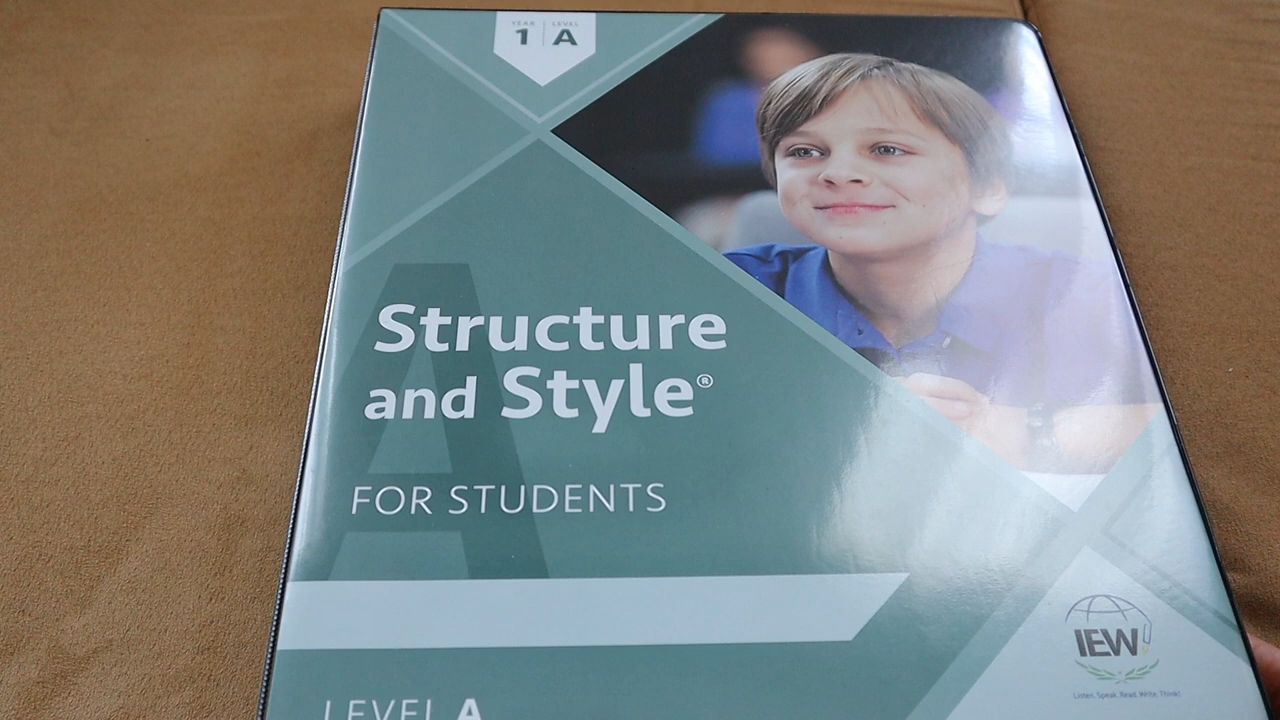 YEAR LEVEL
1 A
Structure
and Style®
FOR STUDENTS
LEVEL A
IEW
Listen. Speak. Read. Write. Think!